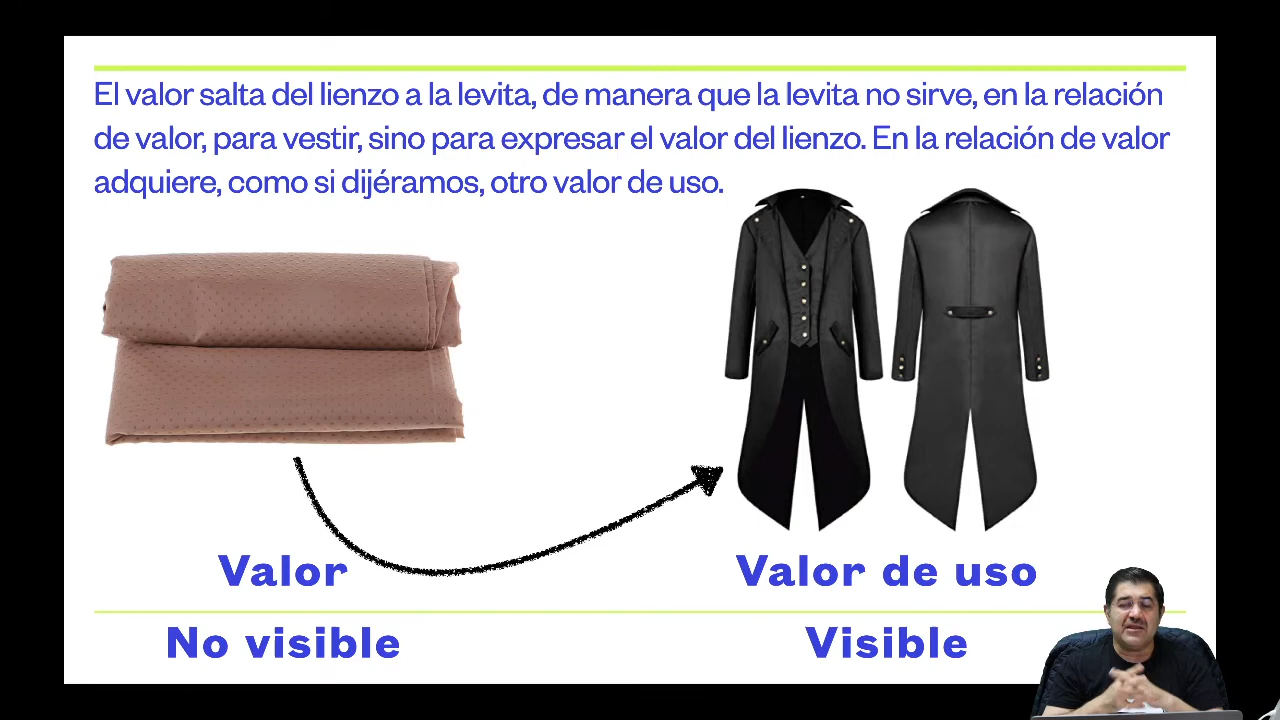 El valor salta del lienzo a la levita, de manera que la levita no sirve, en la relación
de valor, para vestir, sino para expresar el valor del lienzo. En la relación de valor
adquiere, como si dijéramos, otro valor de uso.
Valor
Valor de uso
No visible
Visible